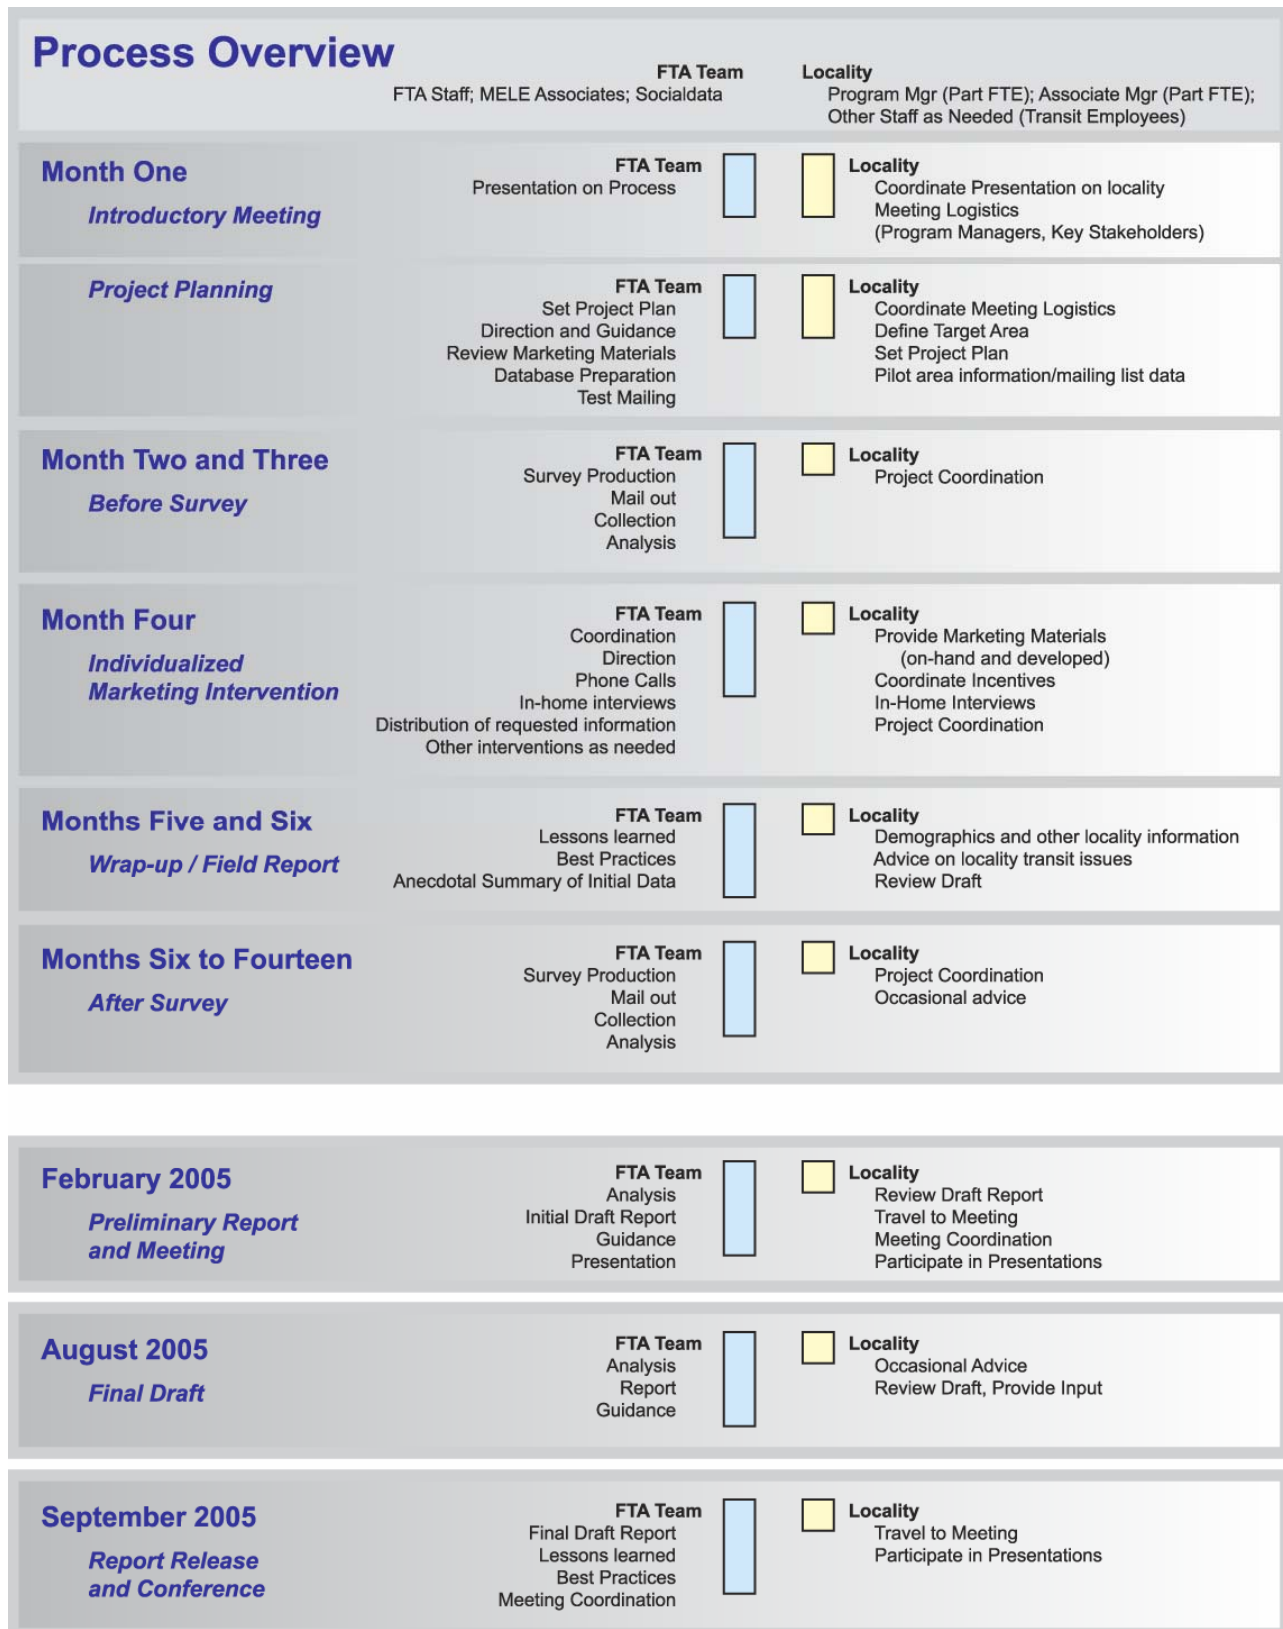 Process Overview
FTA Team
FTA Staff; MELE Associates; Socialdata
Locality
Program Mgr (Part FTE); Associate Mgr (Part FTE);
Other Staff as Needed (Transit Employees)
Month One
Introductory Meeting
FTA Team
Presentation on Process
Locality
Coordinate Presentation on locality
Meeting Logistics
(Program Managers, Key Stakeholders)
Project Planning
FTA Team
Set Project Plan
Direction and Guidance
Review Marketing Materials
Database Preparation
Test Mailing
Locality
Coordinate Meeting Logistics
Define Target Area
Set Project Plan
Pilot area information/mailing list data
Month Two and Three
Before Survey
FTA Team
Survey Production
Mail out
Collection
Analysis
Locality
Project Coordination
Month Four
Individualized
Marketing Intervention
FTA Team
Coordination
Direction
Phone Calls
In-home interviews
Distribution of requested information
Other interventions as needed
Locality
Provide Marketing Materials
(on-hand and developed)
Coordinate Incentives
In-Home Interviews
Project Coordination
Months Five and Six
Wrap-up / Field Report
FTA Team
Lessons learned
Best Practices
Anecdotal Summary of Initial Data
Locality
Demographics and other locality information
Advice on locality transit issues
Review Draft
Months Six to Fourteen
After Survey
FTA Team
Survey Production
Mail out
Collection
Analysis
Locality
Project Coordination
Occasional advice
February 2005
Preliminary Report
and Meeting
FTA Team
Analysis
Initial Draft Report
Guidance
Presentation
Locality
Review Draft Report
Travel to Meeting
Meeting Coordination
Participate in Presentations
August 2005
Final Draft
FTA Team
Analysis
Report
Guidance
Locality
Occasional Advice
Review Draft, Provide Input
September 2005
Report Release
and Conference
FTA Team
Final Draft Report
Lessons learned
Best Practices
Meeting Coordination
Locality
Travel to Meeting
Participate in Presentations